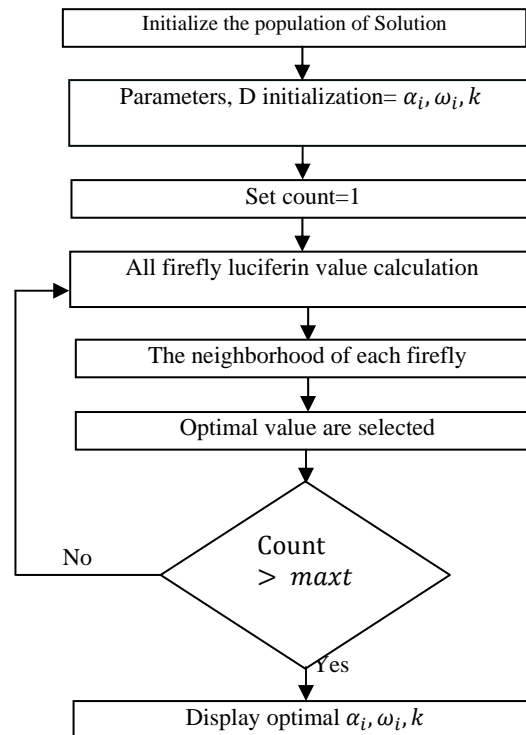 Initialize the population of Solution
Parameters, D initialization= 𝛼𝑖, 𝜔𝑖, 𝑘
Set count=1
All firefly luciferin value calculation
The neighborhood of each firefly
Optimal value are selected
Count
> 𝑚𝑎𝑥𝑡
No
Yes
Display optimal 𝛼𝑖, 𝜔𝑖, 𝑘